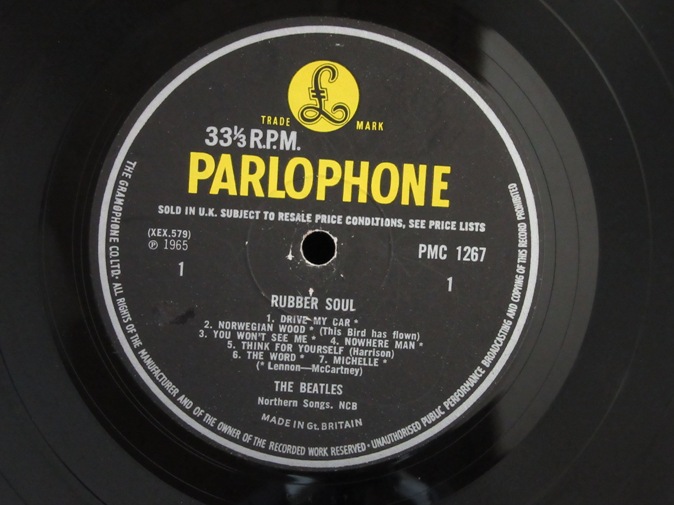 £
TRADE MARK
33⅓ R.P.M.
PARLOPHONE
SOLD IN U.K. SUBJECT TO RESALE PRICE CONDITIONS, SEE PRICE LISTS
(XEX.579)
℗ 1965
PMC 1267
1
1
RUBBER SOUL
1. DRIVE MY CAR *
2. NORWEGIAN WOOD * (This Bird has flown)
3. YOU WON'T SEE ME * 4. NOWHERE MAN *
5. THINK FOR YOURSELF (Harrison)
6. THE WORD * 7. MICHELLE *
(* Lennon—McCartney)
THE BEATLES
Northern Songs. NCB
MADE IN Gt. BRITAIN
THE GRAMOPHONE CO. LTD. · ALL RIGHTS OF THE MANUFACTURER AND OF THE OWNER OF THE RECORDED WORK RESERVED · UNAUTHORISED PUBLIC PERFORMANCE BROADCASTING AND COPYING OF THIS RECORD PROHIBITED